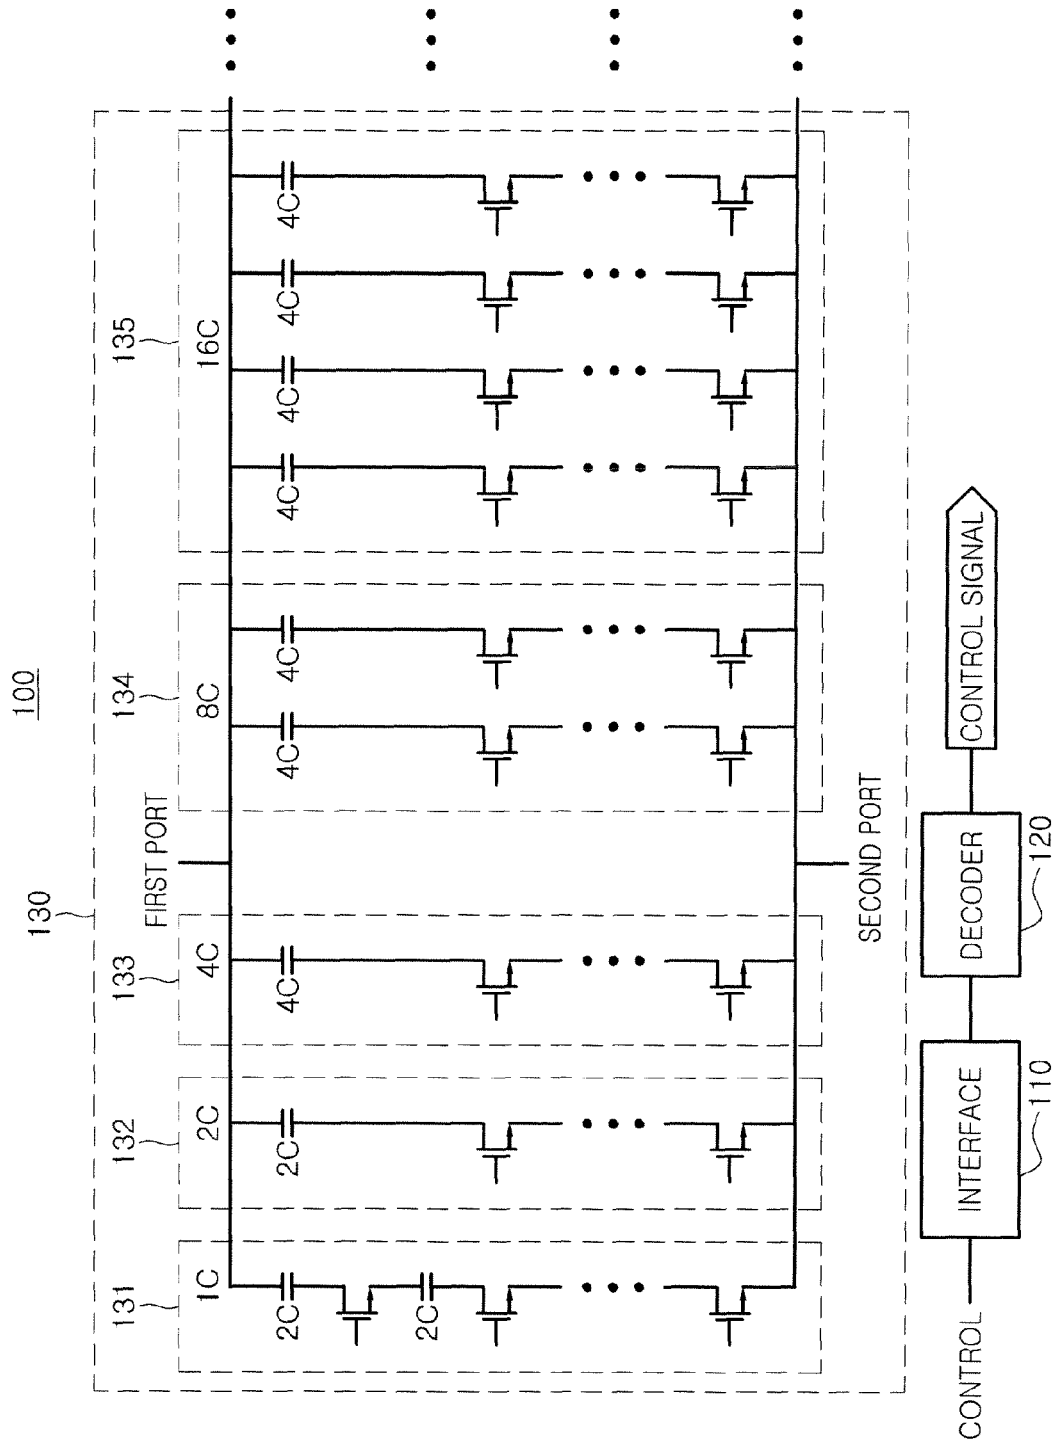 100
130
FIRST PORT
131
132
133
134
135
1C
2C
4C
8C
16C
2C
2C
2C
4C
4C
4C
4C
4C
4C
4C
SECOND PORT
CONTROL
INTERFACE
DECODER
CONTROL SIGNAL
110
120